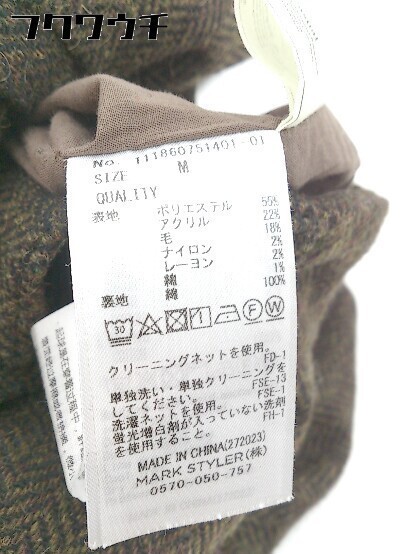 フクワウチ
No. 111860751401-01
SIZE M
QUALITY
表地 ポリエステル 55%
アクリル 22%
毛 18%
ナイロン 2%
レーヨン 2%
綿 1%
裏地 綿 100%
30 F W
クリーニングネットを使用。
FD-1
単独洗い・単独クリーニングを
してください。 FSE-13
洗濯ネットを使用。 FSE-1
蛍光増白剤が入っていない洗剤
を使用すること。 FH-1
MADE IN CHINA(272023)
MARK STYLER(株)
0570-050-757